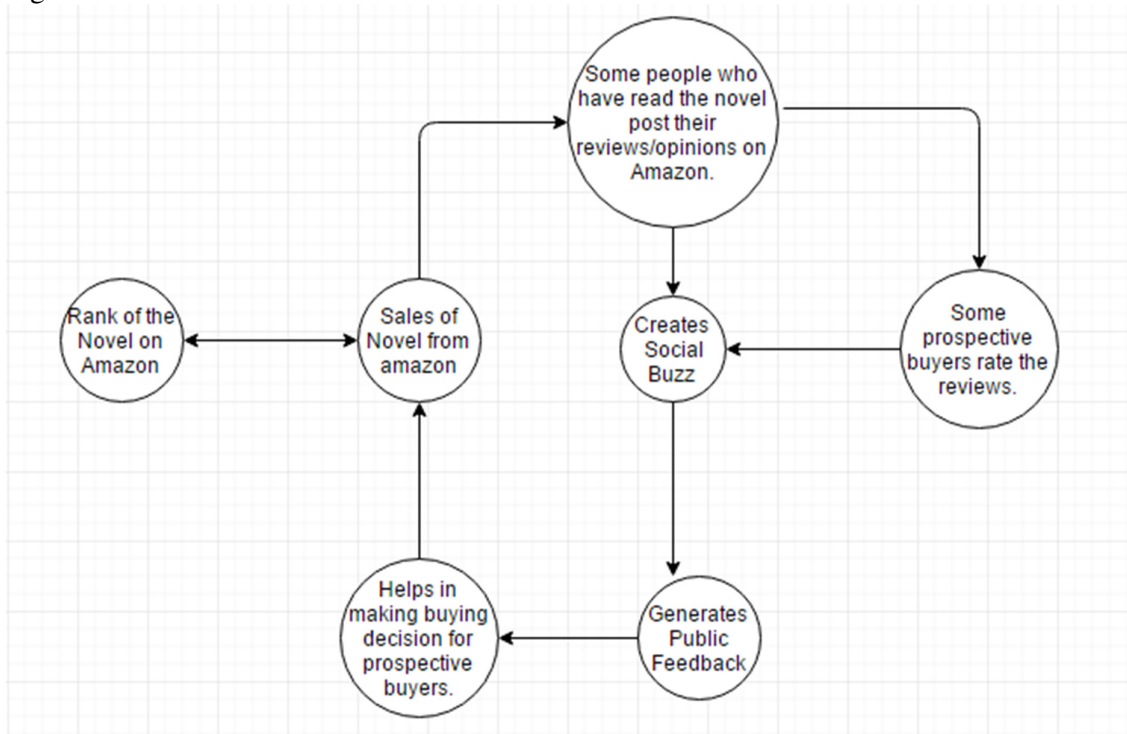 Some people who
have read the novel
post their
reviews/opinions on
Amazon.
Rank of the
Novel on
Amazon
Sales of
Novel from
amazon
Creates
Social
Buzz
Some
prospective
buyers rate the
reviews.
Helps in
making buying
decision for
prospective
buyers.
Generates
Public
Feedback